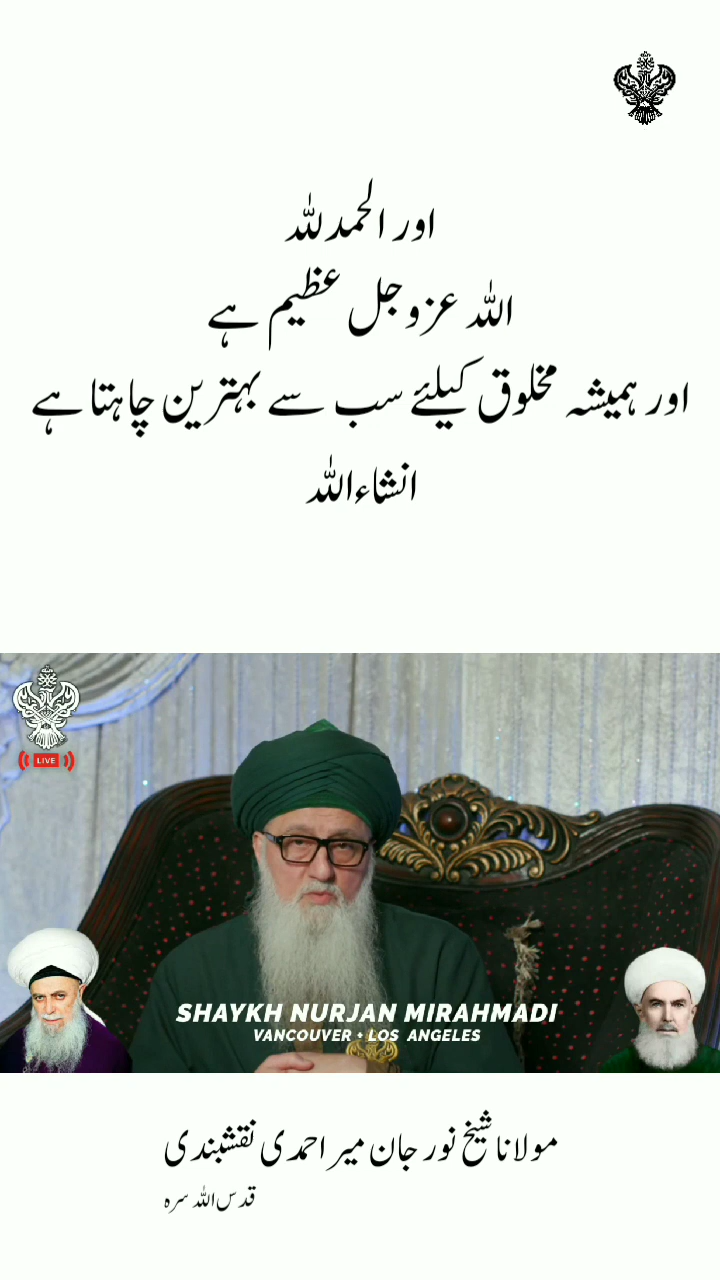 اور الحمدللہ
اللہ عزوجل عظیم ہے
اور ہمیشہ مخلوق کیلئے سب سے بہترین چاہتا ہے
انشاءاللہ
LIVE
SHAYKH NURJAN MIRAHMADI
VANCOUVER + LOS ANGELES
مولانا شیخ نور جان میر احمدی نقشبندی
قدس اللہ سرہ